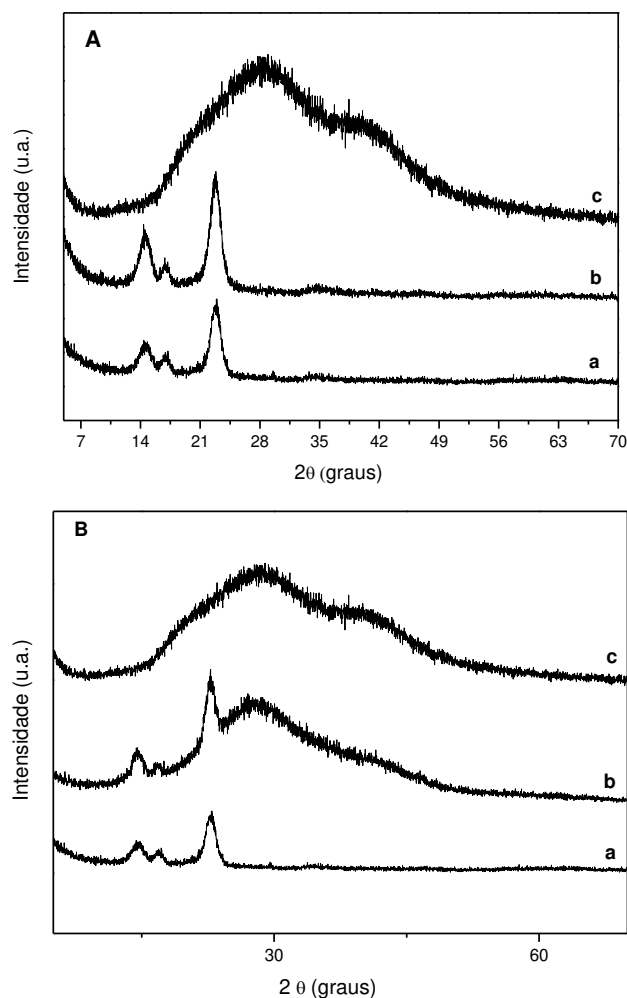 A
Intensidade (u.a.)
c
b
a
7 14 21 28 35 42 49 56 63 70
2θ (graus)
B
Intensidade (u.a.)
c
b
a
30 60
2 θ (graus)